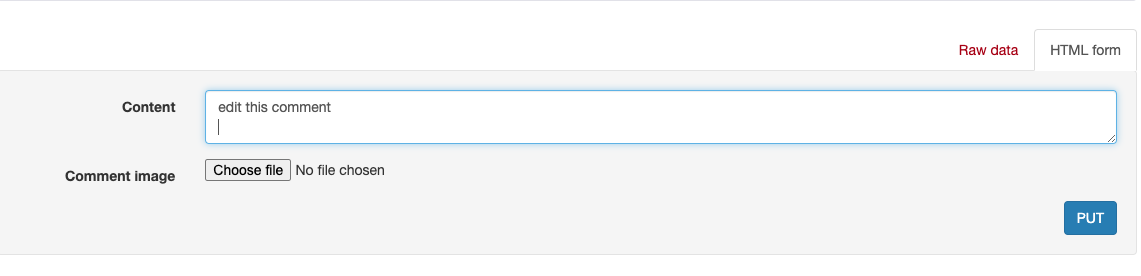 Raw data
HTML form
Content
edit this comment
Comment image
Choose file No file chosen
PUT